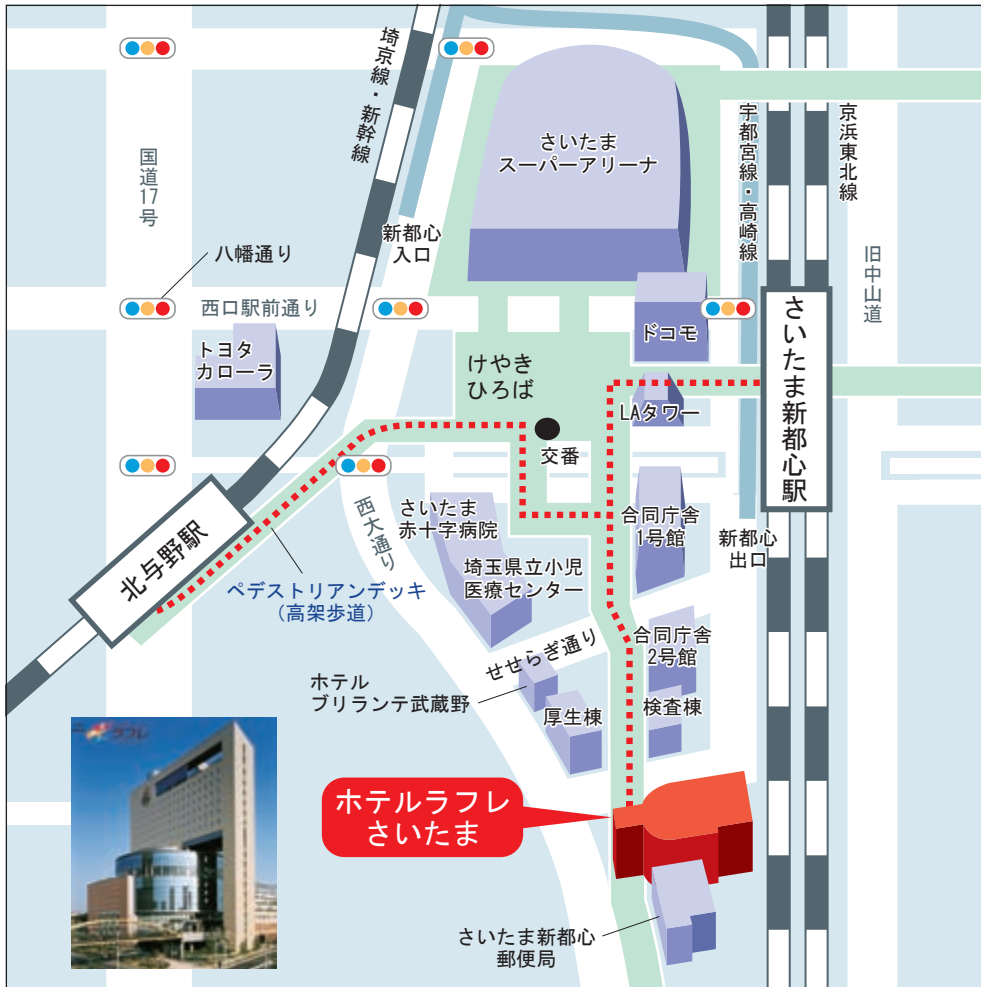 埼京線・新幹線
さいたま
スーパーアリーナ
宇都宮線・高崎線
京浜東北線
国道17号
新都心
入口
旧中山道
八幡通り
西口駅前通り
トヨタ
カローラ
ドコモ
けやき
ひろば
LAタワー
さいたま新都心駅
交番
西大通り
さいたま
赤十字病院
合同庁舎
1号館
新都心
出口
北与野駅
ペデストリアンデッキ
(高架歩道)
埼玉県立小児
医療センター
せせらぎ通り
合同庁舎
2号館
ホテル
ブリランテ武蔵野
厚生棟
検査棟
ラフレ
ホテルラフレ
さいたま
さいたま新都心
郵便局